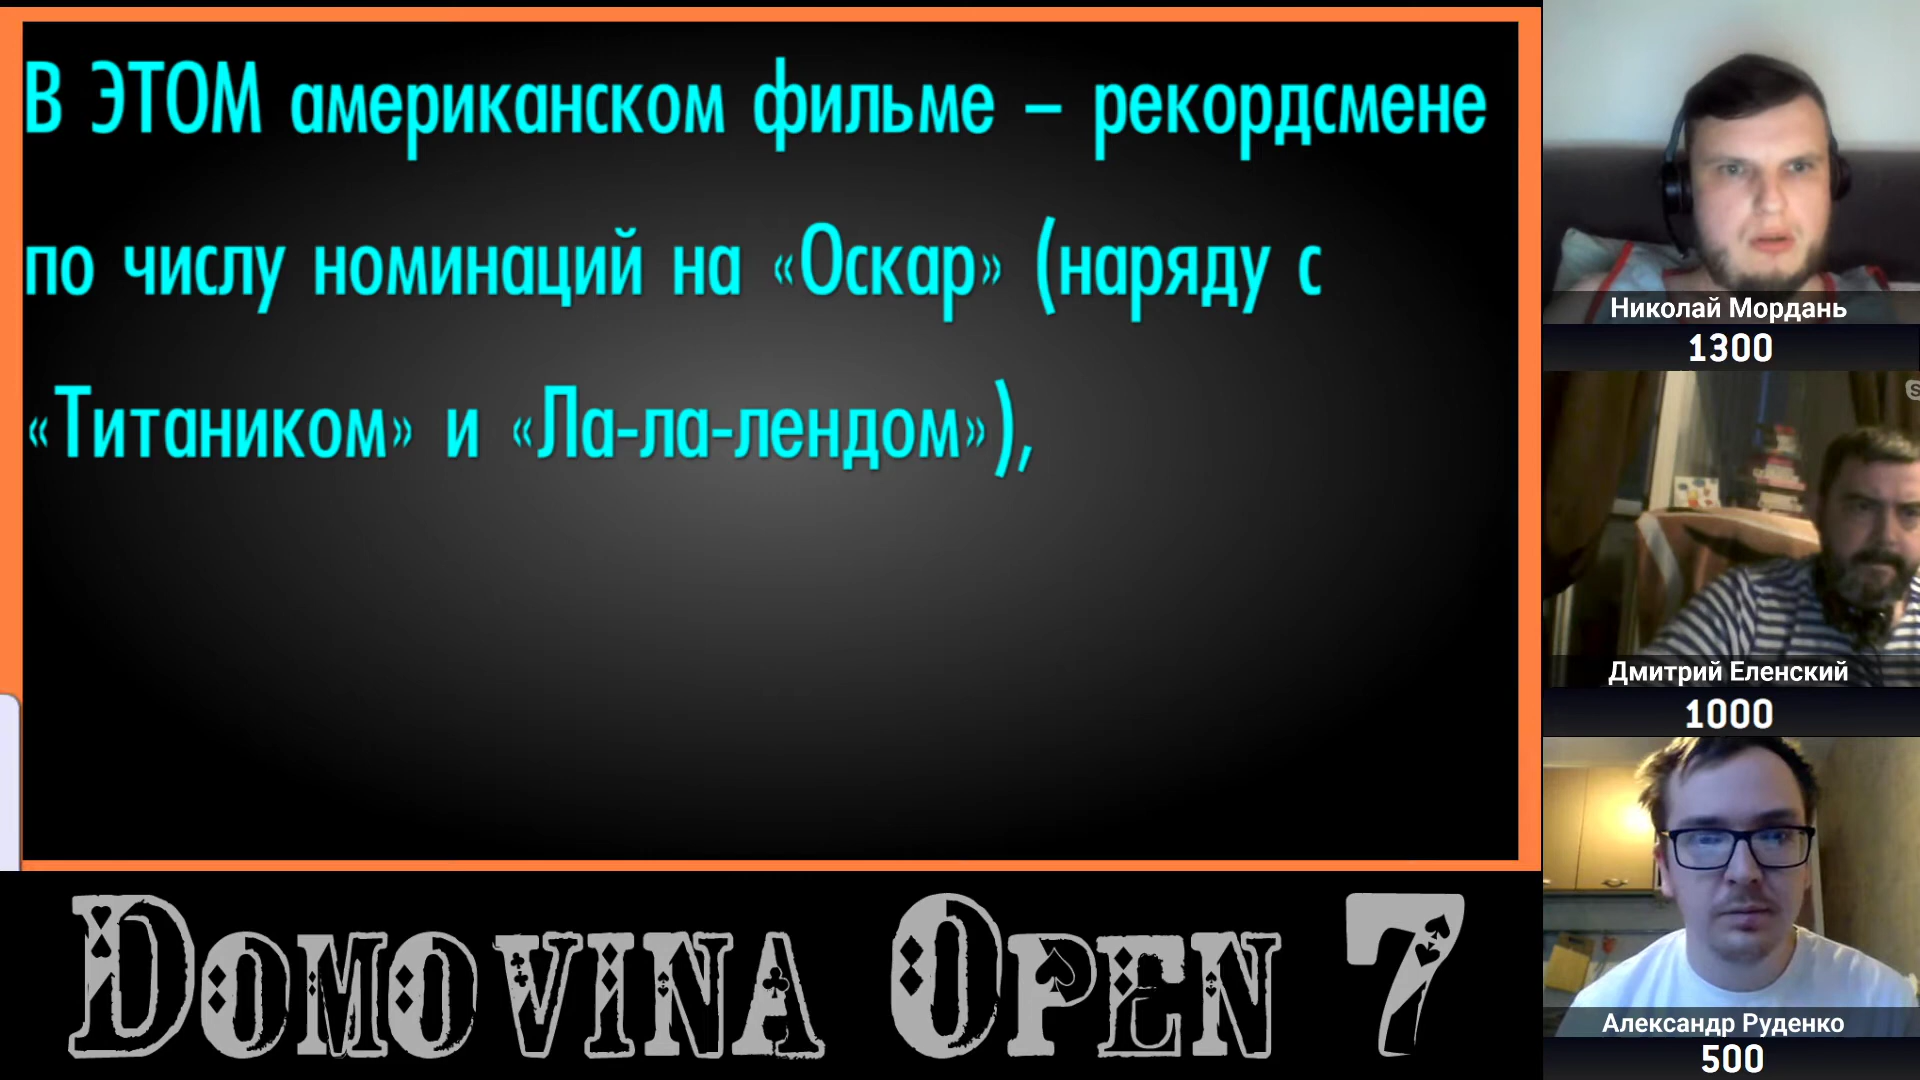 В ЭТОМ американском фильме – рекордсмене
по числу номинаций на «Оскар» (наряду с
«Титаником» и «Ла-ла-лендом»),
Николай Мордань
1300
S
Дмитрий Еленский
1000
Александр Руденко
500
Domovina Open 7